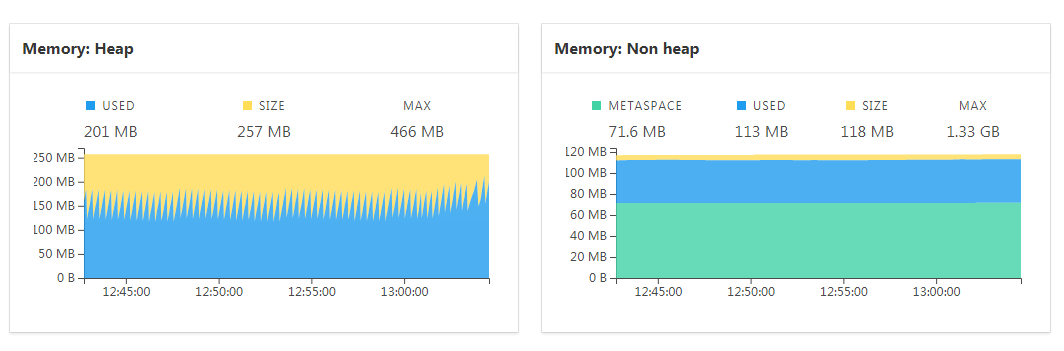 Memory: Heap
USED SIZE MAX
201 MB 257 MB 466 MB
250 MB
200 MB
150 MB
100 MB
50 MB
0 B
12:45:00 12:50:00 12:55:00 13:00:00
Memory: Non heap
METASPACE USED SIZE MAX
71.6 MB 113 MB 118 MB 1.33 GB
120 MB
100 MB
80 MB
60 MB
40 MB
20 MB
0 B
12:45:00 12:50:00 12:55:00 13:00:00